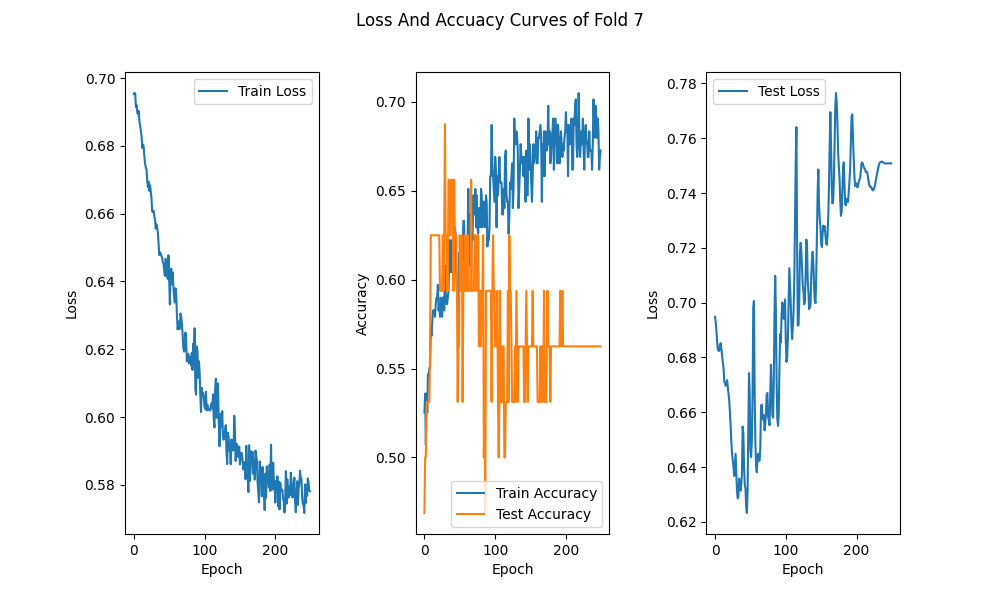 Loss And Accuacy Curves of Fold 7
0.70
0.68
0.66
0.64
0.62
0.60
0.58
0
100
200
Loss
Epoch
Train Loss
0.70
0.65
0.60
0.55
0.50
0
100
200
Accuracy
Epoch
Train Accuracy
Test Accuracy
0.78
0.76
0.74
0.72
0.70
0.68
0.66
0.64
0.62
0
100
200
Loss
Epoch
Test Loss